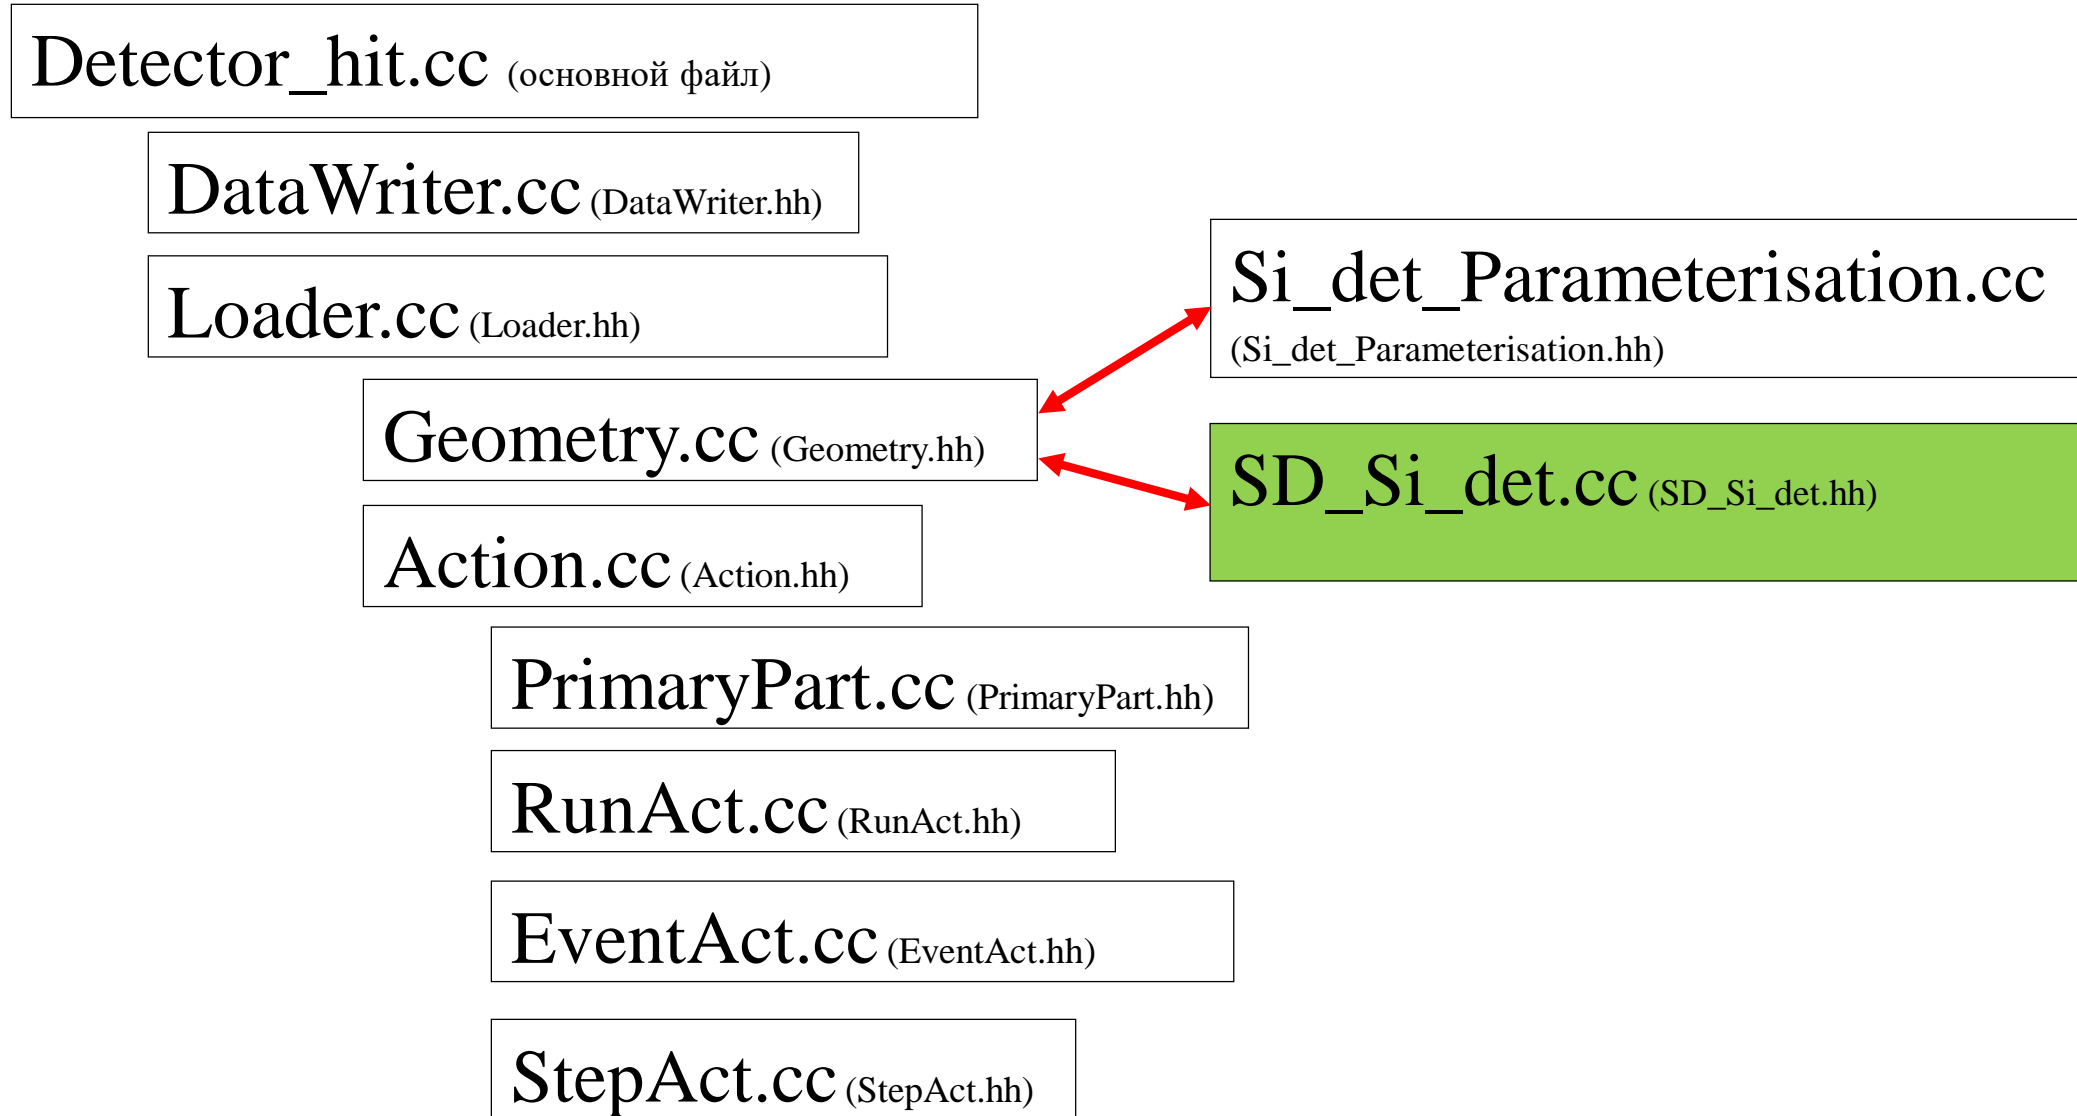 Detector_hit.cc (основной файл)
DataWriter.cc (DataWriter.hh)
Loader.cc (Loader.hh)
Geometry.cc (Geometry.hh)
Action.cc (Action.hh)
PrimaryPart.cc (PrimaryPart.hh)
RunAct.cc (RunAct.hh)
EventAct.cc (EventAct.hh)
StepAct.cc (StepAct.hh)
Si_det_Parameterisation.cc
(Si_det_Parameterisation.hh)
SD_Si_det.cc (SD_Si_det.hh)